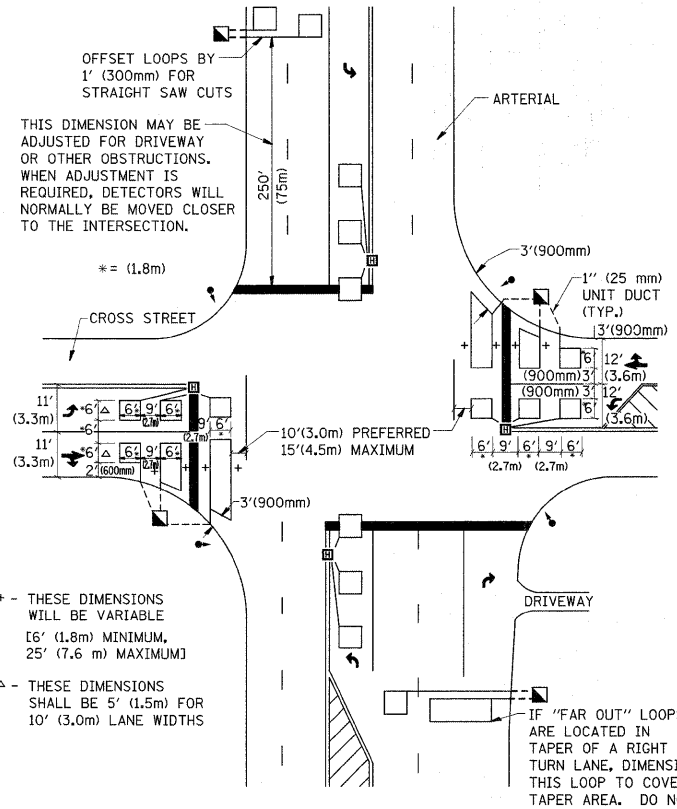 OFFSET LOOPS BY
1' (300mm) FOR
STRAIGHT SAW CUTS
ARTERIAL
THIS DIMENSION MAY BE
ADJUSTED FOR DRIVEWAY
OR OTHER OBSTRUCTIONS.
WHEN ADJUSTMENT IS
REQUIRED, DETECTORS WILL
NORMALLY BE MOVED CLOSER
TO THE INTERSECTION.
250'
(75m)
* = (1.8m)
H
3'(900mm)
1" (25 mm)
UNIT DUCT
(TYP.)
CROSS STREET
3'(900mm)
6' 12'
(900mm) 3' (3.6m)
(900mm) 3' 12'
6'
(3.6m)
H
6' 9' 6' 9' 6'
* * *
(2.7m) (2.7m)
H
11'
(3.3m)
*6' 6' 9' 6'
* (2.7m) *
*6'
9' 6'
(2.7m) *
11'
(3.3m)
*6' 6' 9' 6'
* (2.7m) *
2' (600mm)
10'(3.0m) PREFERRED
15'(4.5m) MAXIMUM
3'(900mm)
H
+ - THESE DIMENSIONS
WILL BE VARIABLE
[6' (1.8m) MINIMUM,
25' (7.6 m) MAXIMUM]
△ - THESE DIMENSIONS
SHALL BE 5' (1.5m) FOR
10' (3.0m) LANE WIDTHS
DRIVEWAY
IF "FAR OUT" LOOPS
ARE LOCATED IN
TAPER OF A RIGHT
TURN LANE, DIMENSI
THIS LOOP TO COVE
TAPER AREA. DO NO